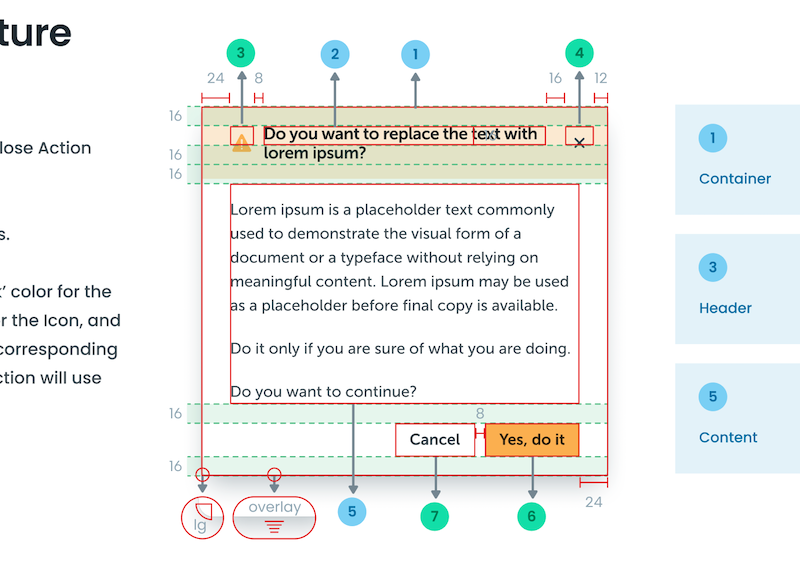 ture
3
2
1
4
24
8
16
12
16
16
16
Do you want to replace the text with
lorem ipsum?
Lorem ipsum is a placeholder text commonly
used to demonstrate the visual form of a
document or a typeface without relying on
meaningful content. Lorem ipsum may be used
as a placeholder before final copy is available.
Do it only if you are sure of what you are doing.
Do you want to continue?
16
8
Cancel
Yes, do it
16
24
lg
overlay
5
7
6
lose Action
s.
’ color for the
r the Icon, and
corresponding
ction will use
1
Container
3
Header
5
Content